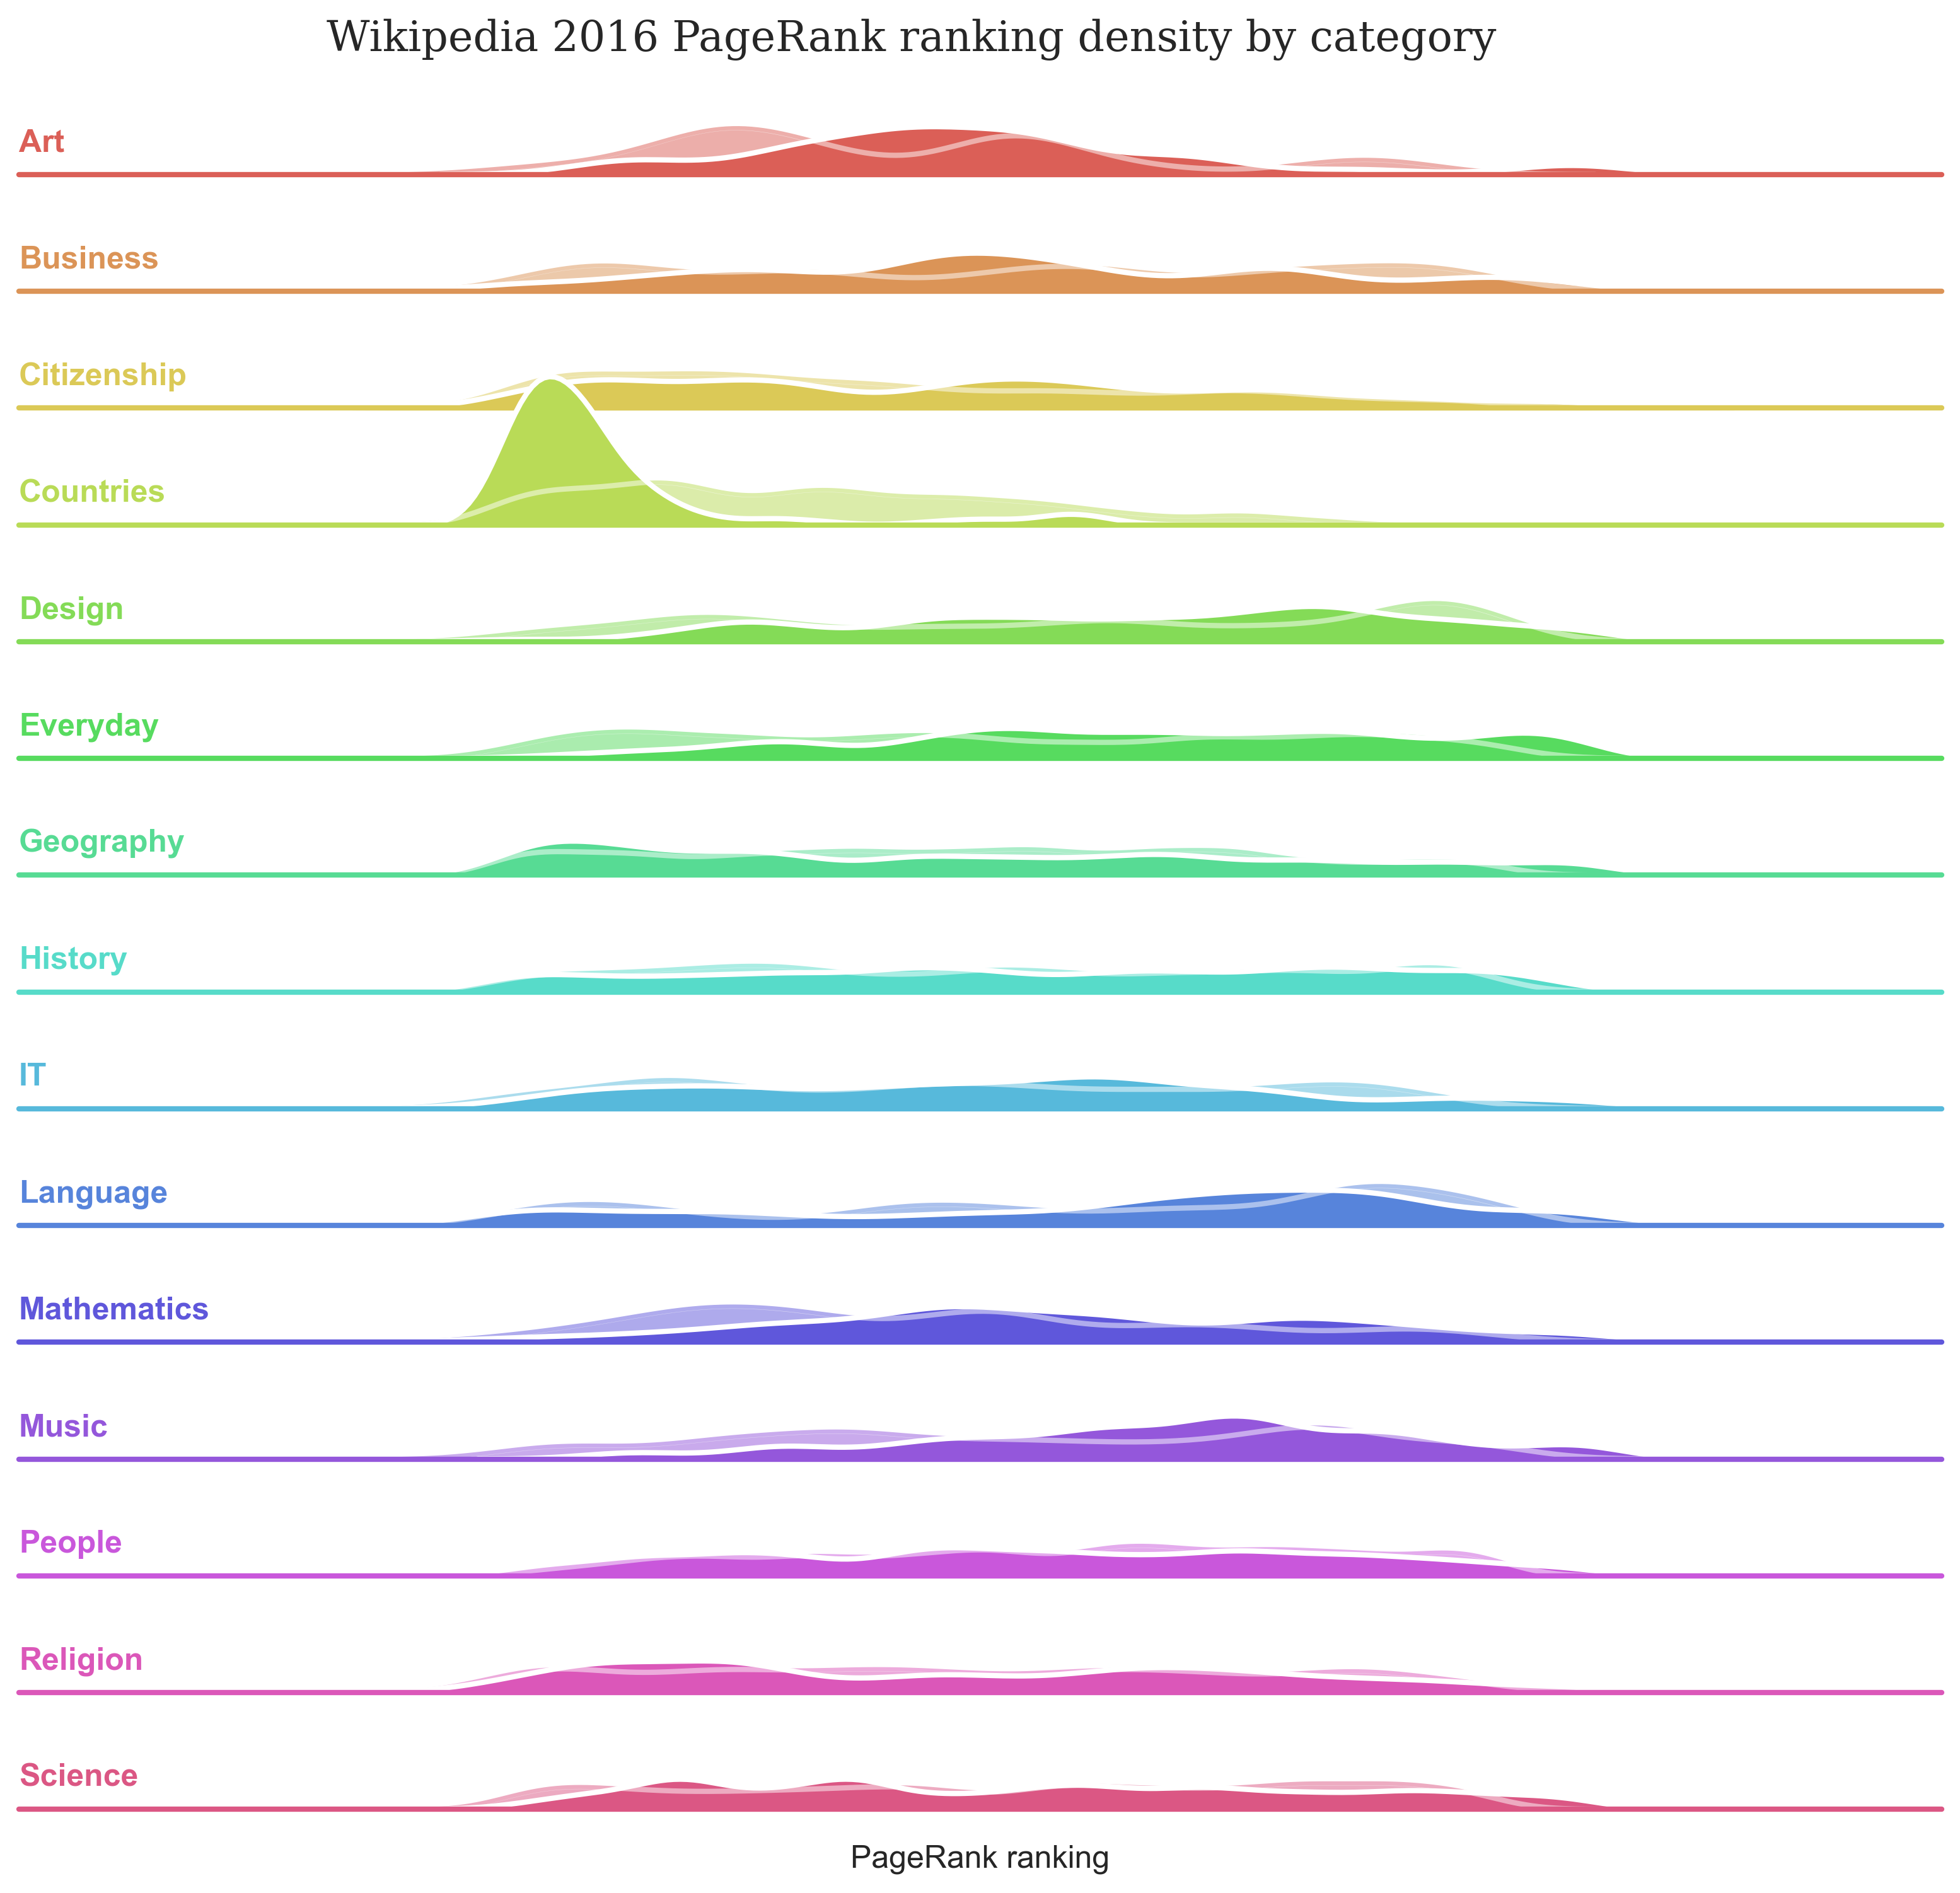 Wikipedia 2016 PageRank ranking density by category
Art
Business
Citizenship
Countries
Design
Everyday
Geography
History
IT
Language
Mathematics
Music
People
Religion
Science
PageRank ranking